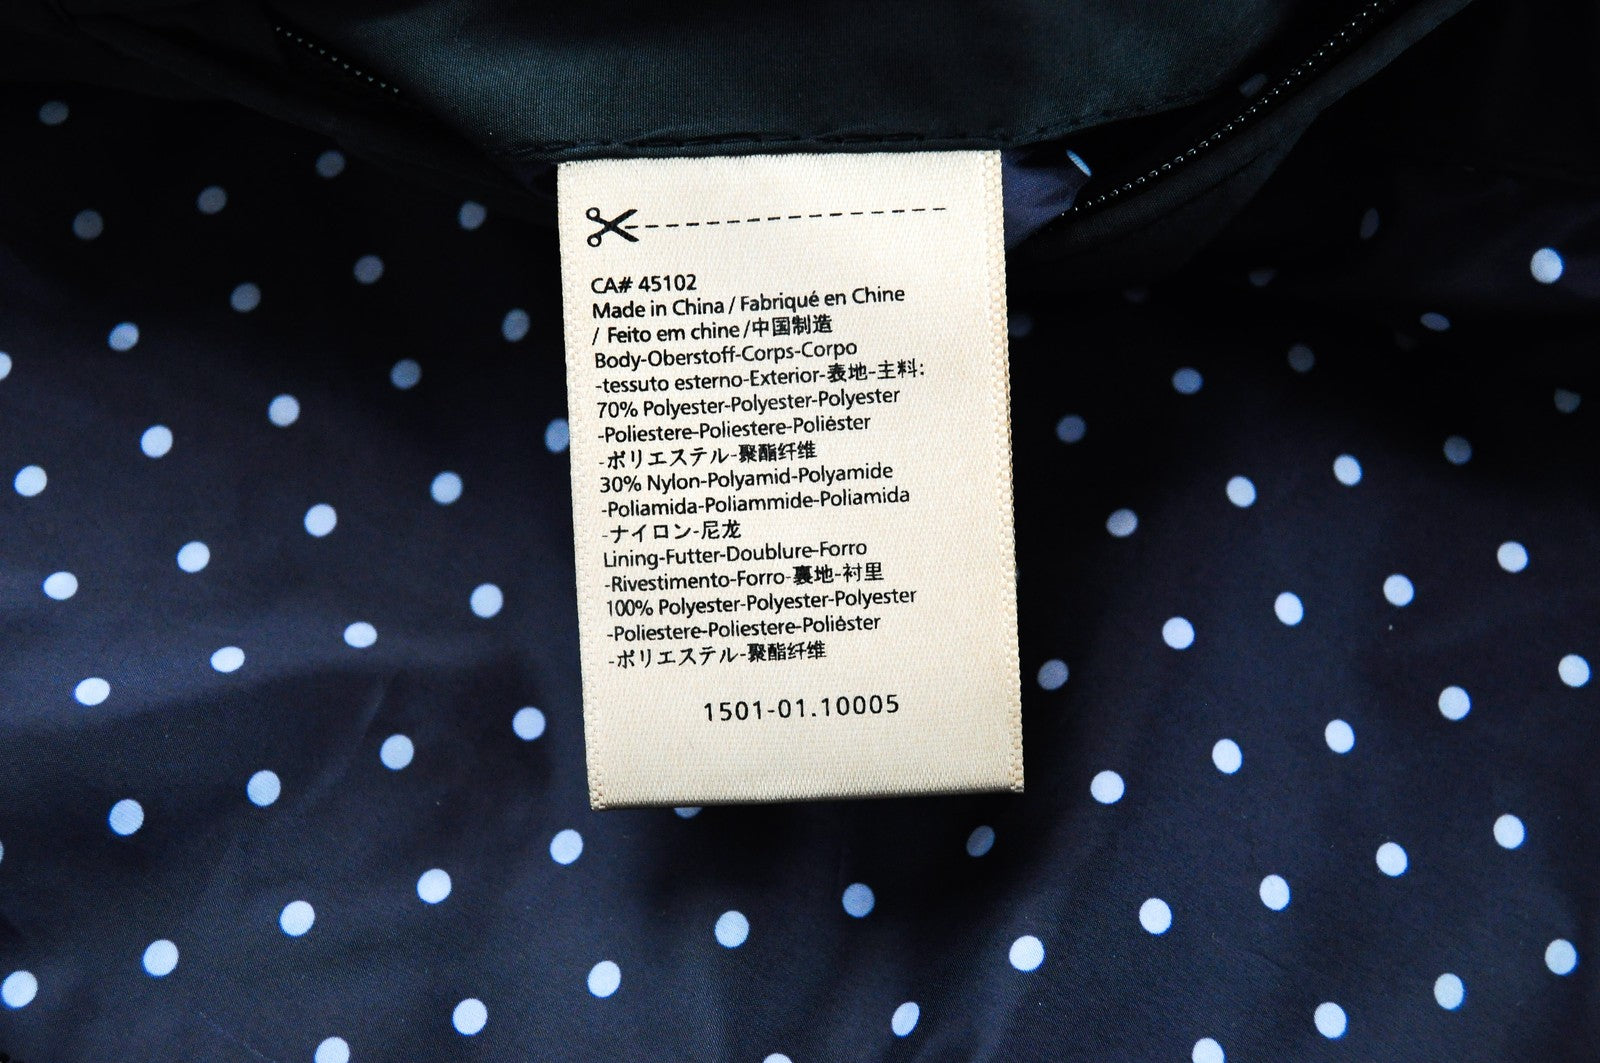 CA# 45102
Made in China / Fabriqué en Chine
/ Feito em chine /中国制造
Body-Oberstoff-Corps-Corpo
-tessuto esterno-Exterior-表地-主料:
70% Polyester-Polyester-Polyester
-Poliestere-Poliestere-Poliéster
-ポリエステル-聚酯纤维
30% Nylon-Polyamid-Polyamide
-Poliamida-Poliammide-Poliamida
-ナイロン-尼龙
Lining-Futter-Doublure-Forro
-Rivestimento-Forro-裏地-衬里
100% Polyester-Polyester-Polyester
-Poliestere-Poliestere-Poliéster
-ポリエステル-聚酯纤维
1501-01.10005